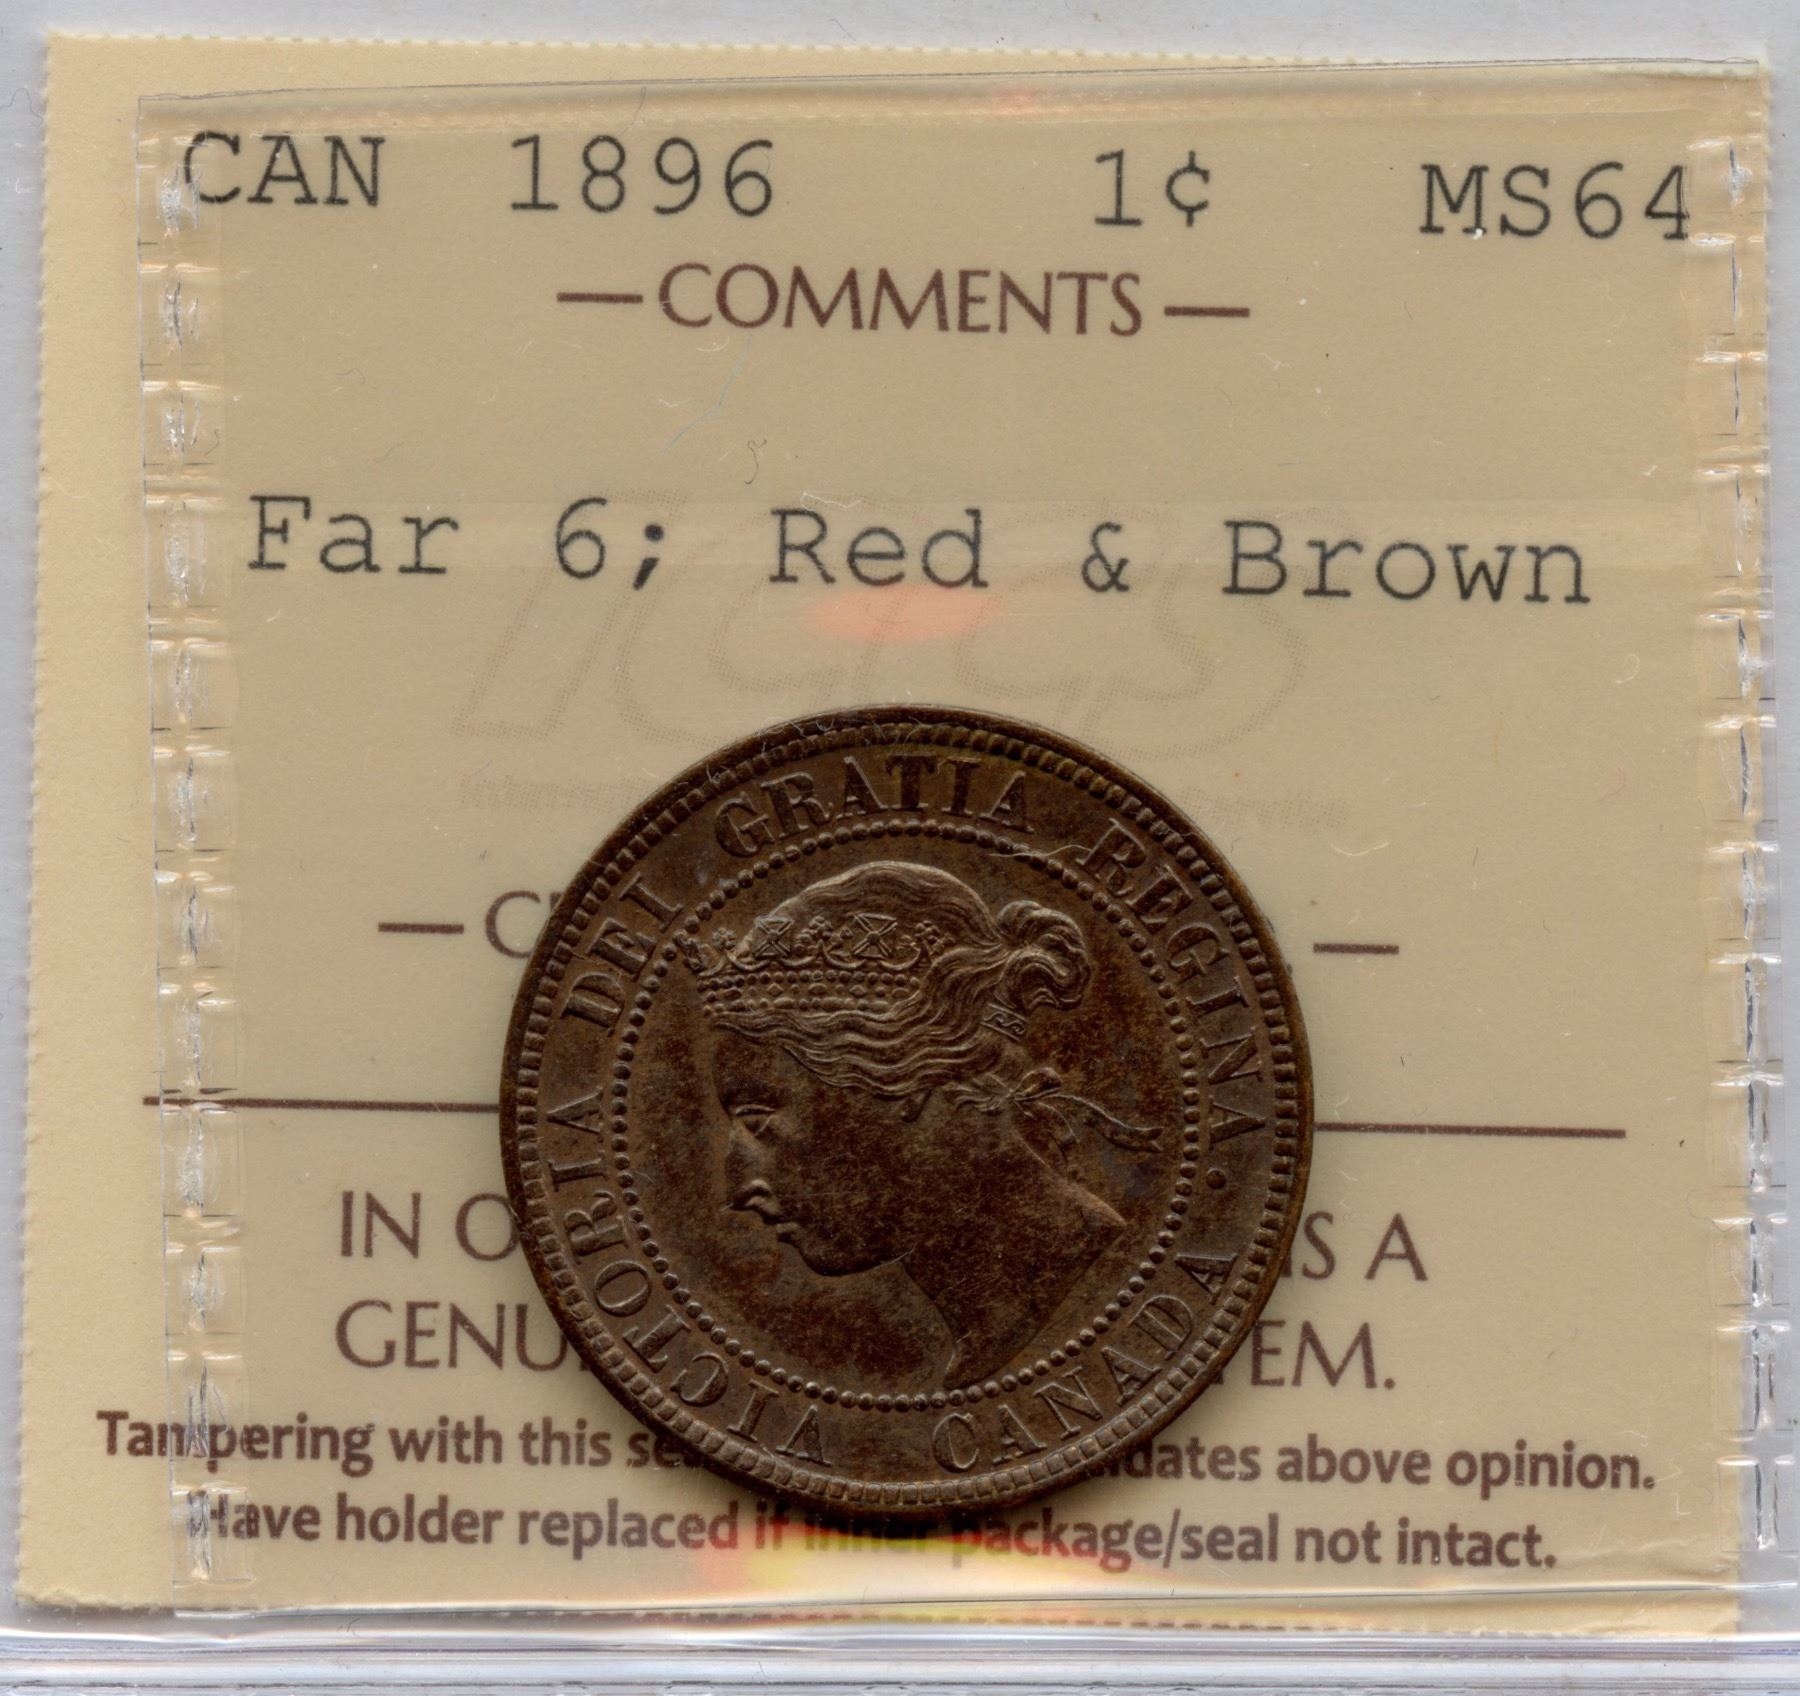 CAN 1896 1¢ MS64
— COMMENTS —
Far 6; Red & Brown
ICCS
VICTORIA DEI GRATIA REGINA. CANADA
IN O
S A
GENU
EM.
Tampering with this se
dates above opinion.
Have holder replaced if inner package/seal not intact.